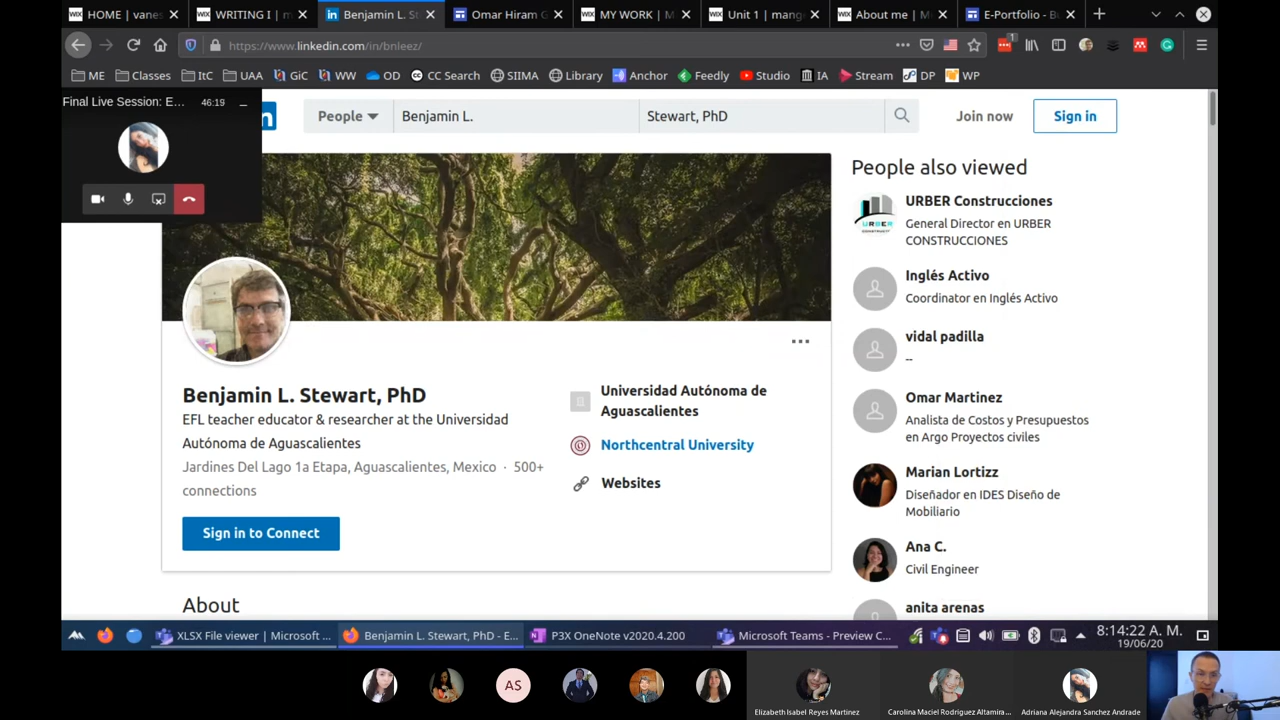 HOME | vanes
WRITING I | m
Benjamin L. St
Omar Hiram G
MY WORK | M
Unit 1 | mang
About me | Me
E-Portfolio - Bu
https://www.linkedin.com/in/bnleez/
1
ME
Classes
ItC
UAA
GiC
WW
OD
CC Search
SIIMA
Library
Anchor
Feedly
Studio
IA
Stream
DP
WP
Final Live Session: E...
46:19
People
Benjamin L.
Stewart, PhD
Join now
Sign in
Benjamin L. Stewart, PhD
EFL teacher educator & researcher at the Universidad
Autónoma de Aguascalientes
Jardines Del Lago 1a Etapa, Aguascalientes, Mexico · 500+
connections
Sign in to Connect
Universidad Autónoma de
Aguascalientes
Northcentral University
Websites
About
People also viewed
URBER
URBER Construcciones
General Director en URBER
CONSTRUCCIONES
Inglés Activo
Coordinator en Inglés Activo
vidal padilla
--
Omar Martinez
Analista de Costos y Presupuestos
en Argo Proyectos civiles
Marian Lortizz
Diseñador en IDES Diseño de
Mobiliario
Ana C.
Civil Engineer
anita arenas
XLSX File viewer | Microsoft ...
Benjamin L. Stewart, PhD - E...
P3X OneNote v2020.4.200
Microsoft Teams - Preview C...
8:14:22 A. M.
19/06/20
AS
Elizabeth Isabel Reyes Martinez
Carolina Maciel Rodriguez Altamira...
Adriana Alejandra Sanchez Andrade